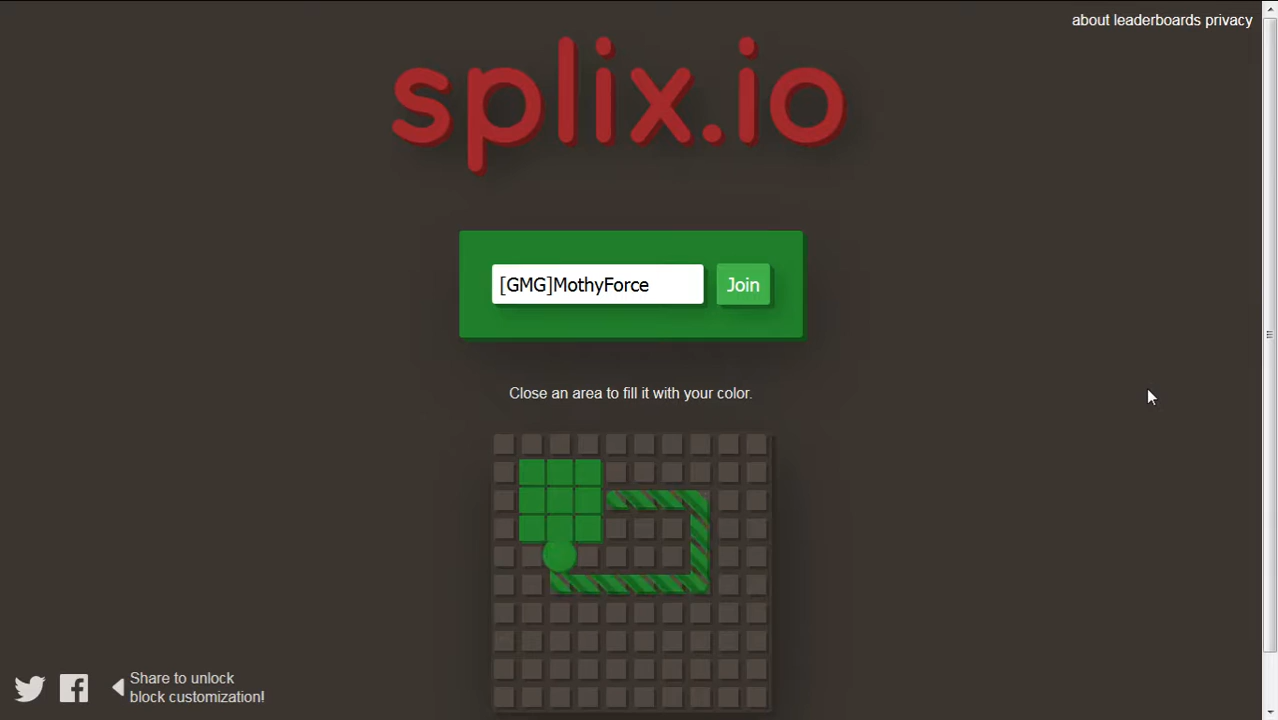 about leaderboards privacy
splix.io
[GMG]MothyForce
Join
Close an area to fill it with your color.
Share to unlock
block customization!